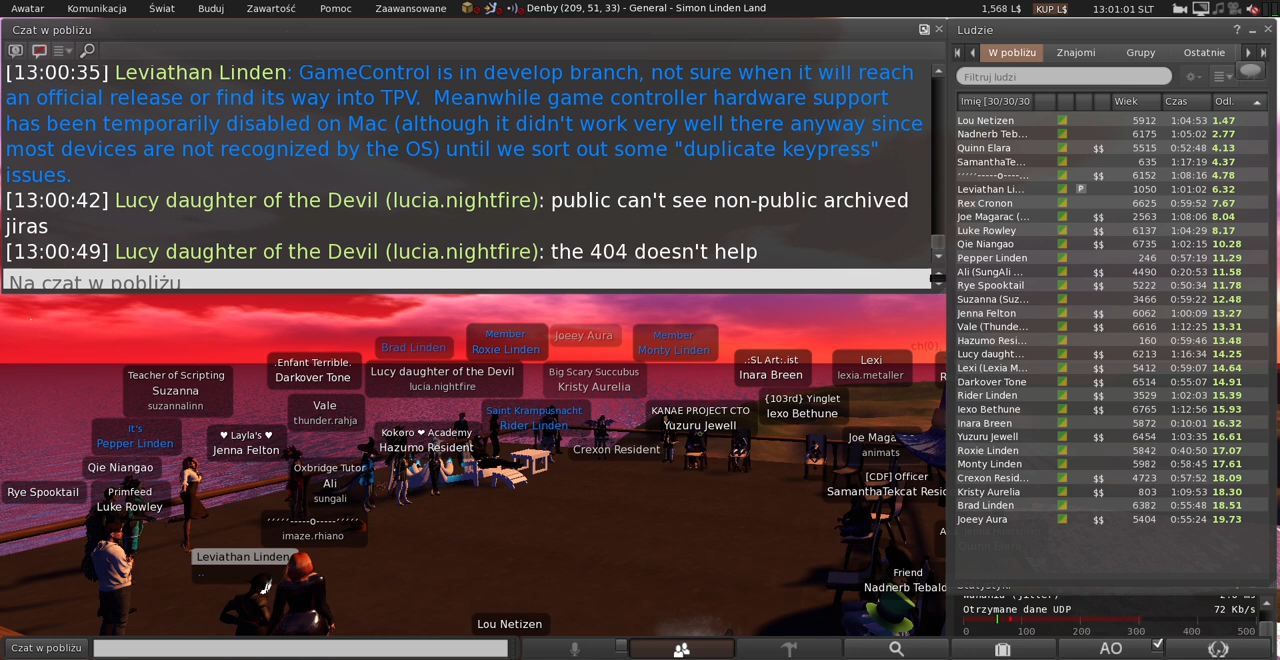 Awatar Komunikacja Świat Buduj Zawartość Pomoc Zaawansowane Denby (209, 51, 33) - General - Simon Linden Land 1,568 L$ KUP L$ 13:01:01 SLT
Czat w pobliżu
[13:00:35] Leviathan Linden: GameControl is in develop branch, not sure when it will reach
an official release or find its way into TPV. Meanwhile game controller hardware support
has been temporarily disabled on Mac (although it didn't work very well there anyway since
most devices are not recognized by the OS) until we sort out some "duplicate keypress"
issues.
[13:00:42] Lucy daughter of the Devil (lucia.nightfire): public can't see non-public archived
jiras
[13:00:49] Lucy daughter of the Devil (lucia.nightfire): the 404 doesn't help
Na czat w pobliżu
Brad Linden
Member
Roxie Linden
Joeey Aura
Member
Monty Linden
ch(0)
.Enfant Terrible.
Darkover Tone
Lucy daughter of the Devil
lucia.nightfire
Big Scary Succubus
Kristy Aurelia
.:SL Art:.ist
Inara Breen
Lexi
lexia.metaller
R
Teacher of Scripting
Suzanna
suzannalinn
Vale
thunder.rahja
Saint Krampusnacht
Rider Linden
KANAE PROJECT CTO
Yuzuru Jewell
{103rd} Yinglet
Iexo Bethune
It's
Pepper Linden
♥ Layla's ♥
Jenna Felton
Kokoro ❤ Academy
Hazumo Resident
Crexon Resident
Joe Maga
animats
Qie Niangao
Oxbridge Tutor
Ali
sungali
[CDF] Officer
SamanthaTekcat Resid
Rye Spooktail
Primfeed
Luke Rowley
′′′′′-----o-----′′′′′
imaze.rhiano
A
Leviathan Linden
..
Friend
Nadnerb Tebald
Lou Netizen
Czat w pobliżu
AO
Ludzie
W pobliżu Znajomi Grupy Ostatnie
Filtruj ludzi
Imię [30/30/30 Wiek Czas Odl.
Lou Netizen 5912 1:04:53 1.47
Nadnerb Teb... 6175 1:05:02 2.77
Quinn Elara $$ 5515 0:52:48 4.13
SamanthaTe... 635 1:17:19 4.37
′′′′′-----o----... $$ 6152 1:08:16 4.78
Leviathan Li... P 1050 1:01:02 6.32
Rex Cronon 6625 0:59:52 7.67
Joe Magarac (... $$ 2563 1:08:06 8.04
Luke Rowley $$ 6137 1:04:29 8.17
Qie Niangao $$ 6735 1:02:15 10.28
Pepper Linden 246 0:57:19 11.29
Ali (SungAli ... $$ 4490 0:20:53 11.58
Rye Spooktail $$ 5222 0:50:34 11.78
Suzanna (Suz... 3466 0:59:22 12.48
Jenna Felton $$ 6062 1:00:09 13.27
Vale (Thunde... $$ 6616 1:12:25 13.31
Hazumo Resi... 160 0:59:46 13.48
Lucy daught... $$ 6213 1:16:34 14.25
Lexi (Lexia M... $$ 5412 0:59:07 14.64
Darkover Tone $$ 6514 0:55:07 14.91
Rider Linden $$ 3529 1:02:03 15.39
Iexo Bethune $$ 6765 1:12:56 15.93
Inara Breen 5872 0:10:01 16.32
Yuzuru Jewell $$ 6454 1:03:35 16.61
Roxie Linden 5842 0:40:50 17.07
Monty Linden 5982 0:58:45 17.61
Crexon Resid... $$ 4723 0:57:52 18.09
Kristy Aurelia $$ 803 1:09:53 18.30
Brad Linden 6382 0:55:48 18.51
Joeey Aura $$ 5404 0:55:24 19.73
Otrzymane dane UDP 72 Kb/s
0 100 200 300 400 500